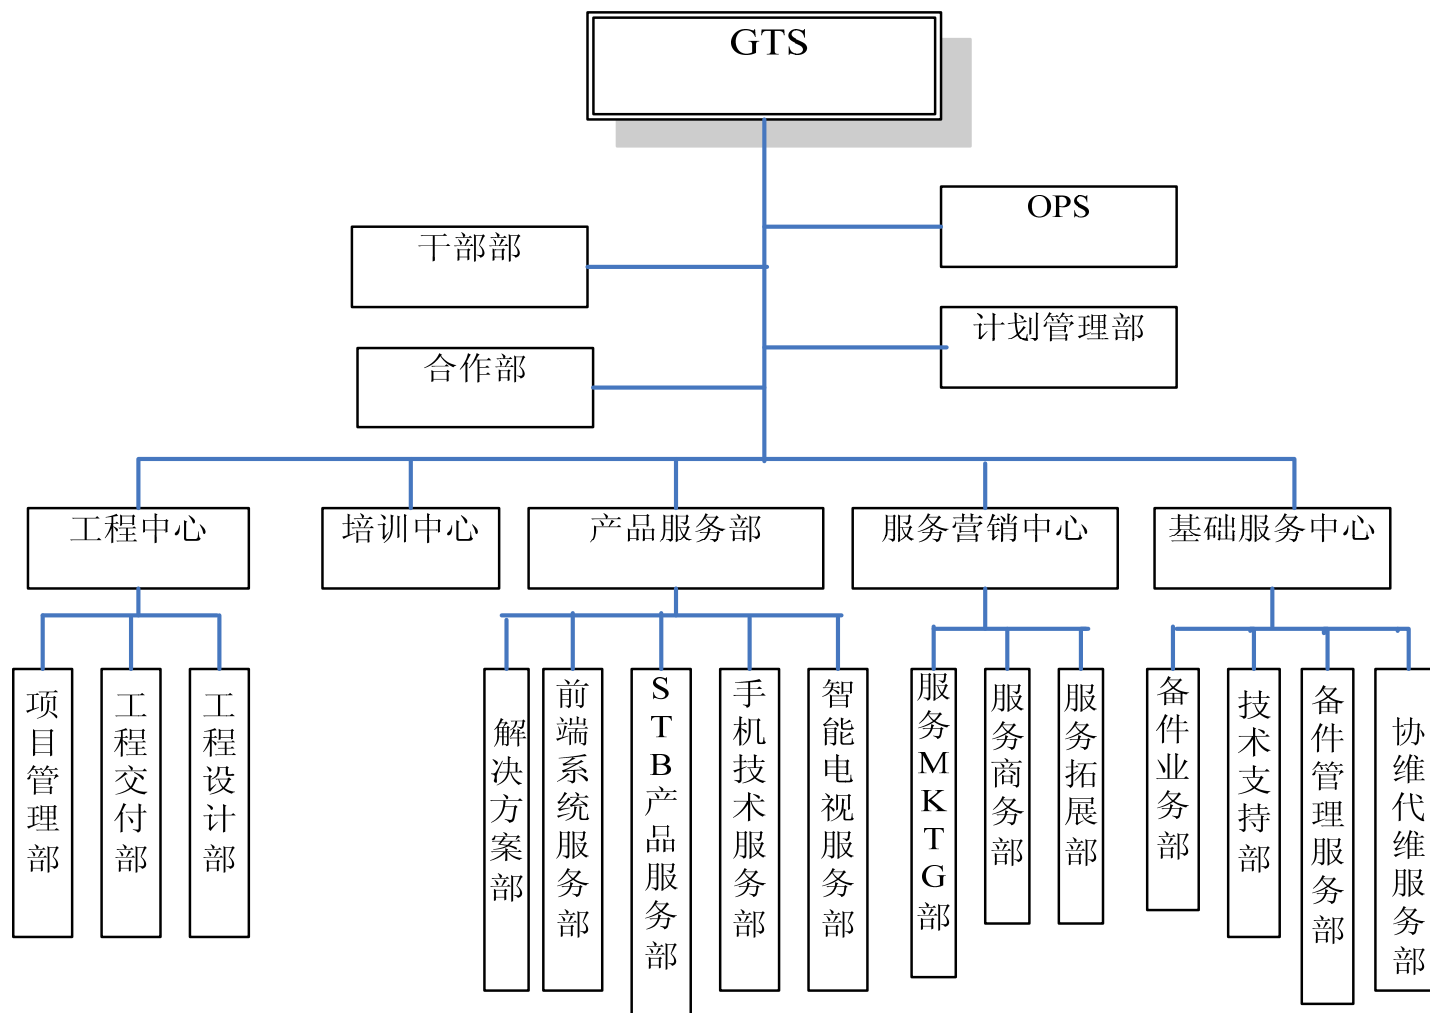 GTS
OPS
干部部
计划管理部
合作部
工程中心
培训中心
产品服务部
服务营销中心
基础服务中心
项目管理部
工程交付部
工程设计部
解决方案部
前端系统服务部
STB产品服务部
手机技术服务部
智能电视服务部
服务MKTG部
服务商务部
服务拓展部
备件业务部
技术支持部
备件管理服务部
协维代维服务部